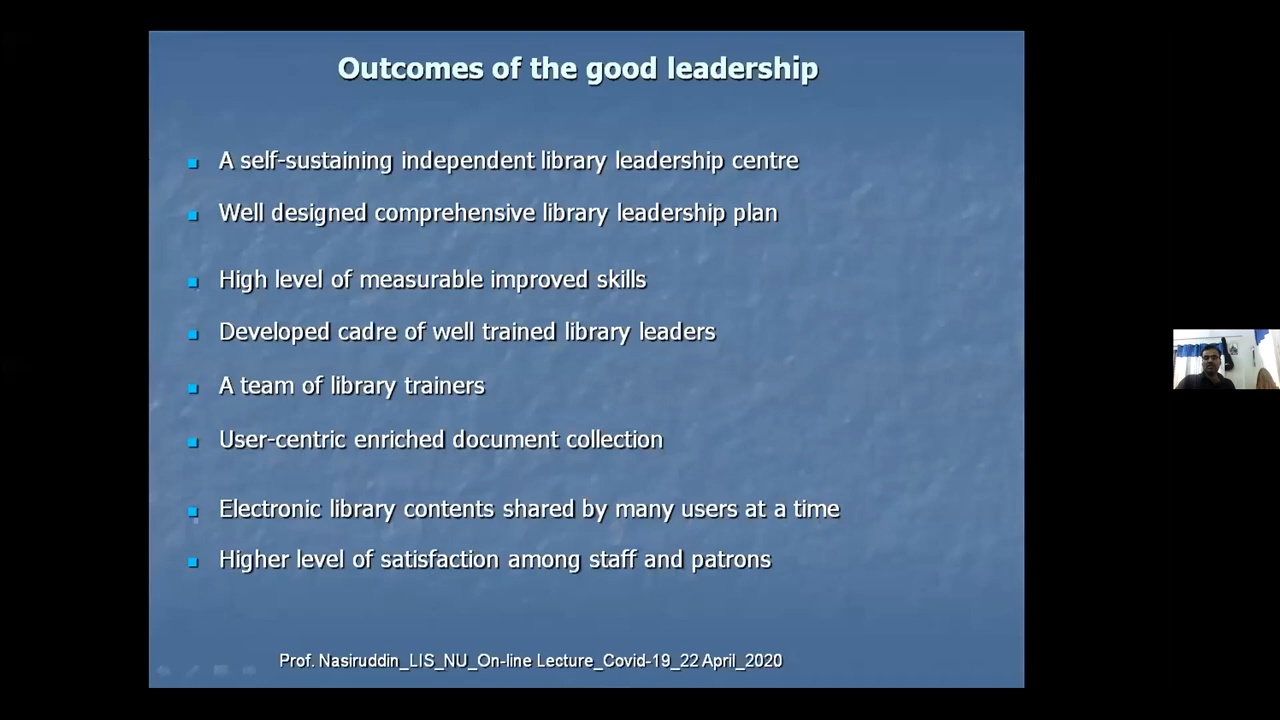 Outcomes of the good leadership
A self-sustaining independent library leadership centre
Well designed comprehensive library leadership plan
High level of measurable improved skills
Developed cadre of well trained library leaders
A team of library trainers
User-centric enriched document collection
Electronic library contents shared by many users at a time
Higher level of satisfaction among staff and patrons
Prof. Nasiruddin_LIS_NU_On-line Lecture_Covid-19_22 April_2020